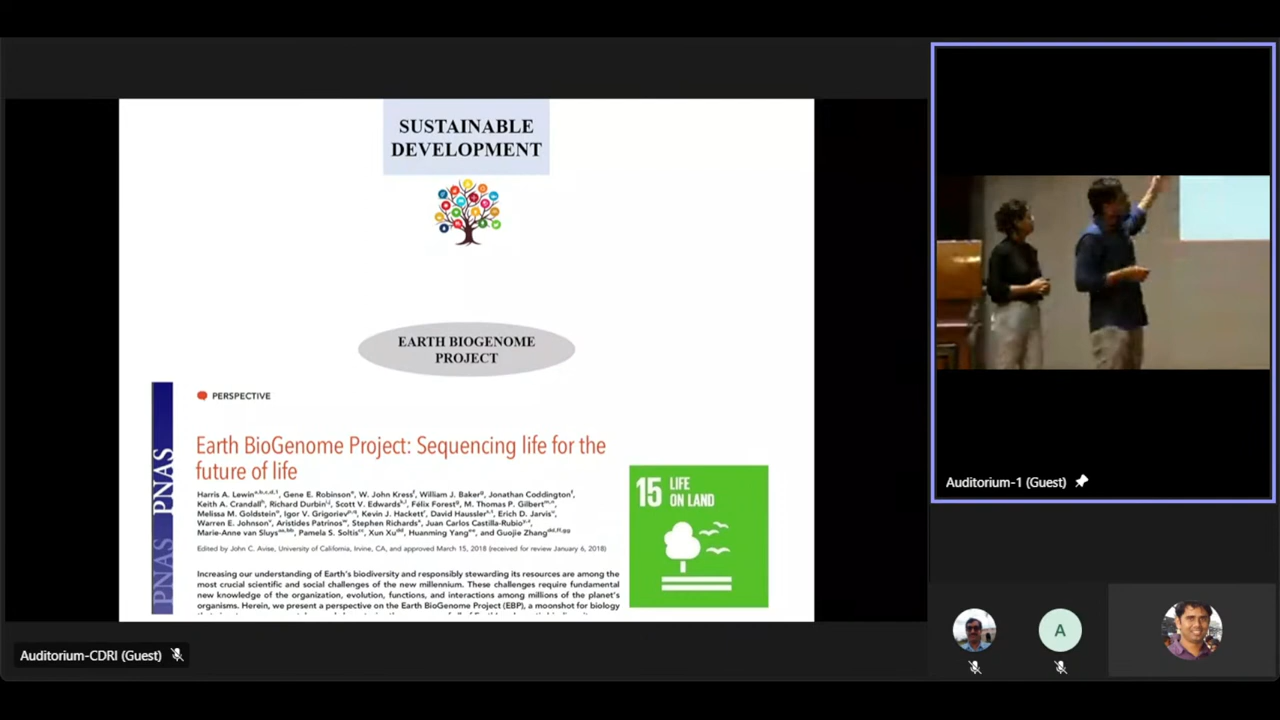 SUSTAINABLE
DEVELOPMENT
EARTH BIOGENOME
PROJECT
PERSPECTIVE
Earth BioGenome Project: Sequencing life for the
future of life
Harris A. Lewin, Gene E. Robinson, W. John Kress, William J. Baker, Jonathan Coddington,
Keith A. Crandall, Richard Durbin, Scott V. Edwards, Félix Forest, M. Thomas P. Gilbert,
Melissa M. Goldstein, Igor V. Grigoriev, Kevin J. Hackett, David Haussler, Erich D. Jarvis,
Warren E. Johnson, Aristides Patrinos, Stephen Richards, Juan Carlos Castilla-Rubio,
Marie-Anne van Sluys, Pamela S. Soltis, Xun Xu, Huanming Yang, and Guojie Zhang
Edited by John C. Avise, University of California, Irvine, CA, and approved March 15, 2018 (received for review January 6, 2018)
Increasing our understanding of Earth's biodiversity and responsibly stewarding its resources are among the
most crucial scientific and social challenges of the new millennium. These challenges require fundamental
new knowledge of the organization, evolution, functions, and interactions among millions of the planet's
organisms. Herein, we present a perspective on the Earth BioGenome Project (EBP), a moonshot for biology
PNAS PNAS
15 LIFE
ON LAND
Auditorium-1 (Guest)
A
Auditorium-CDRI (Guest)